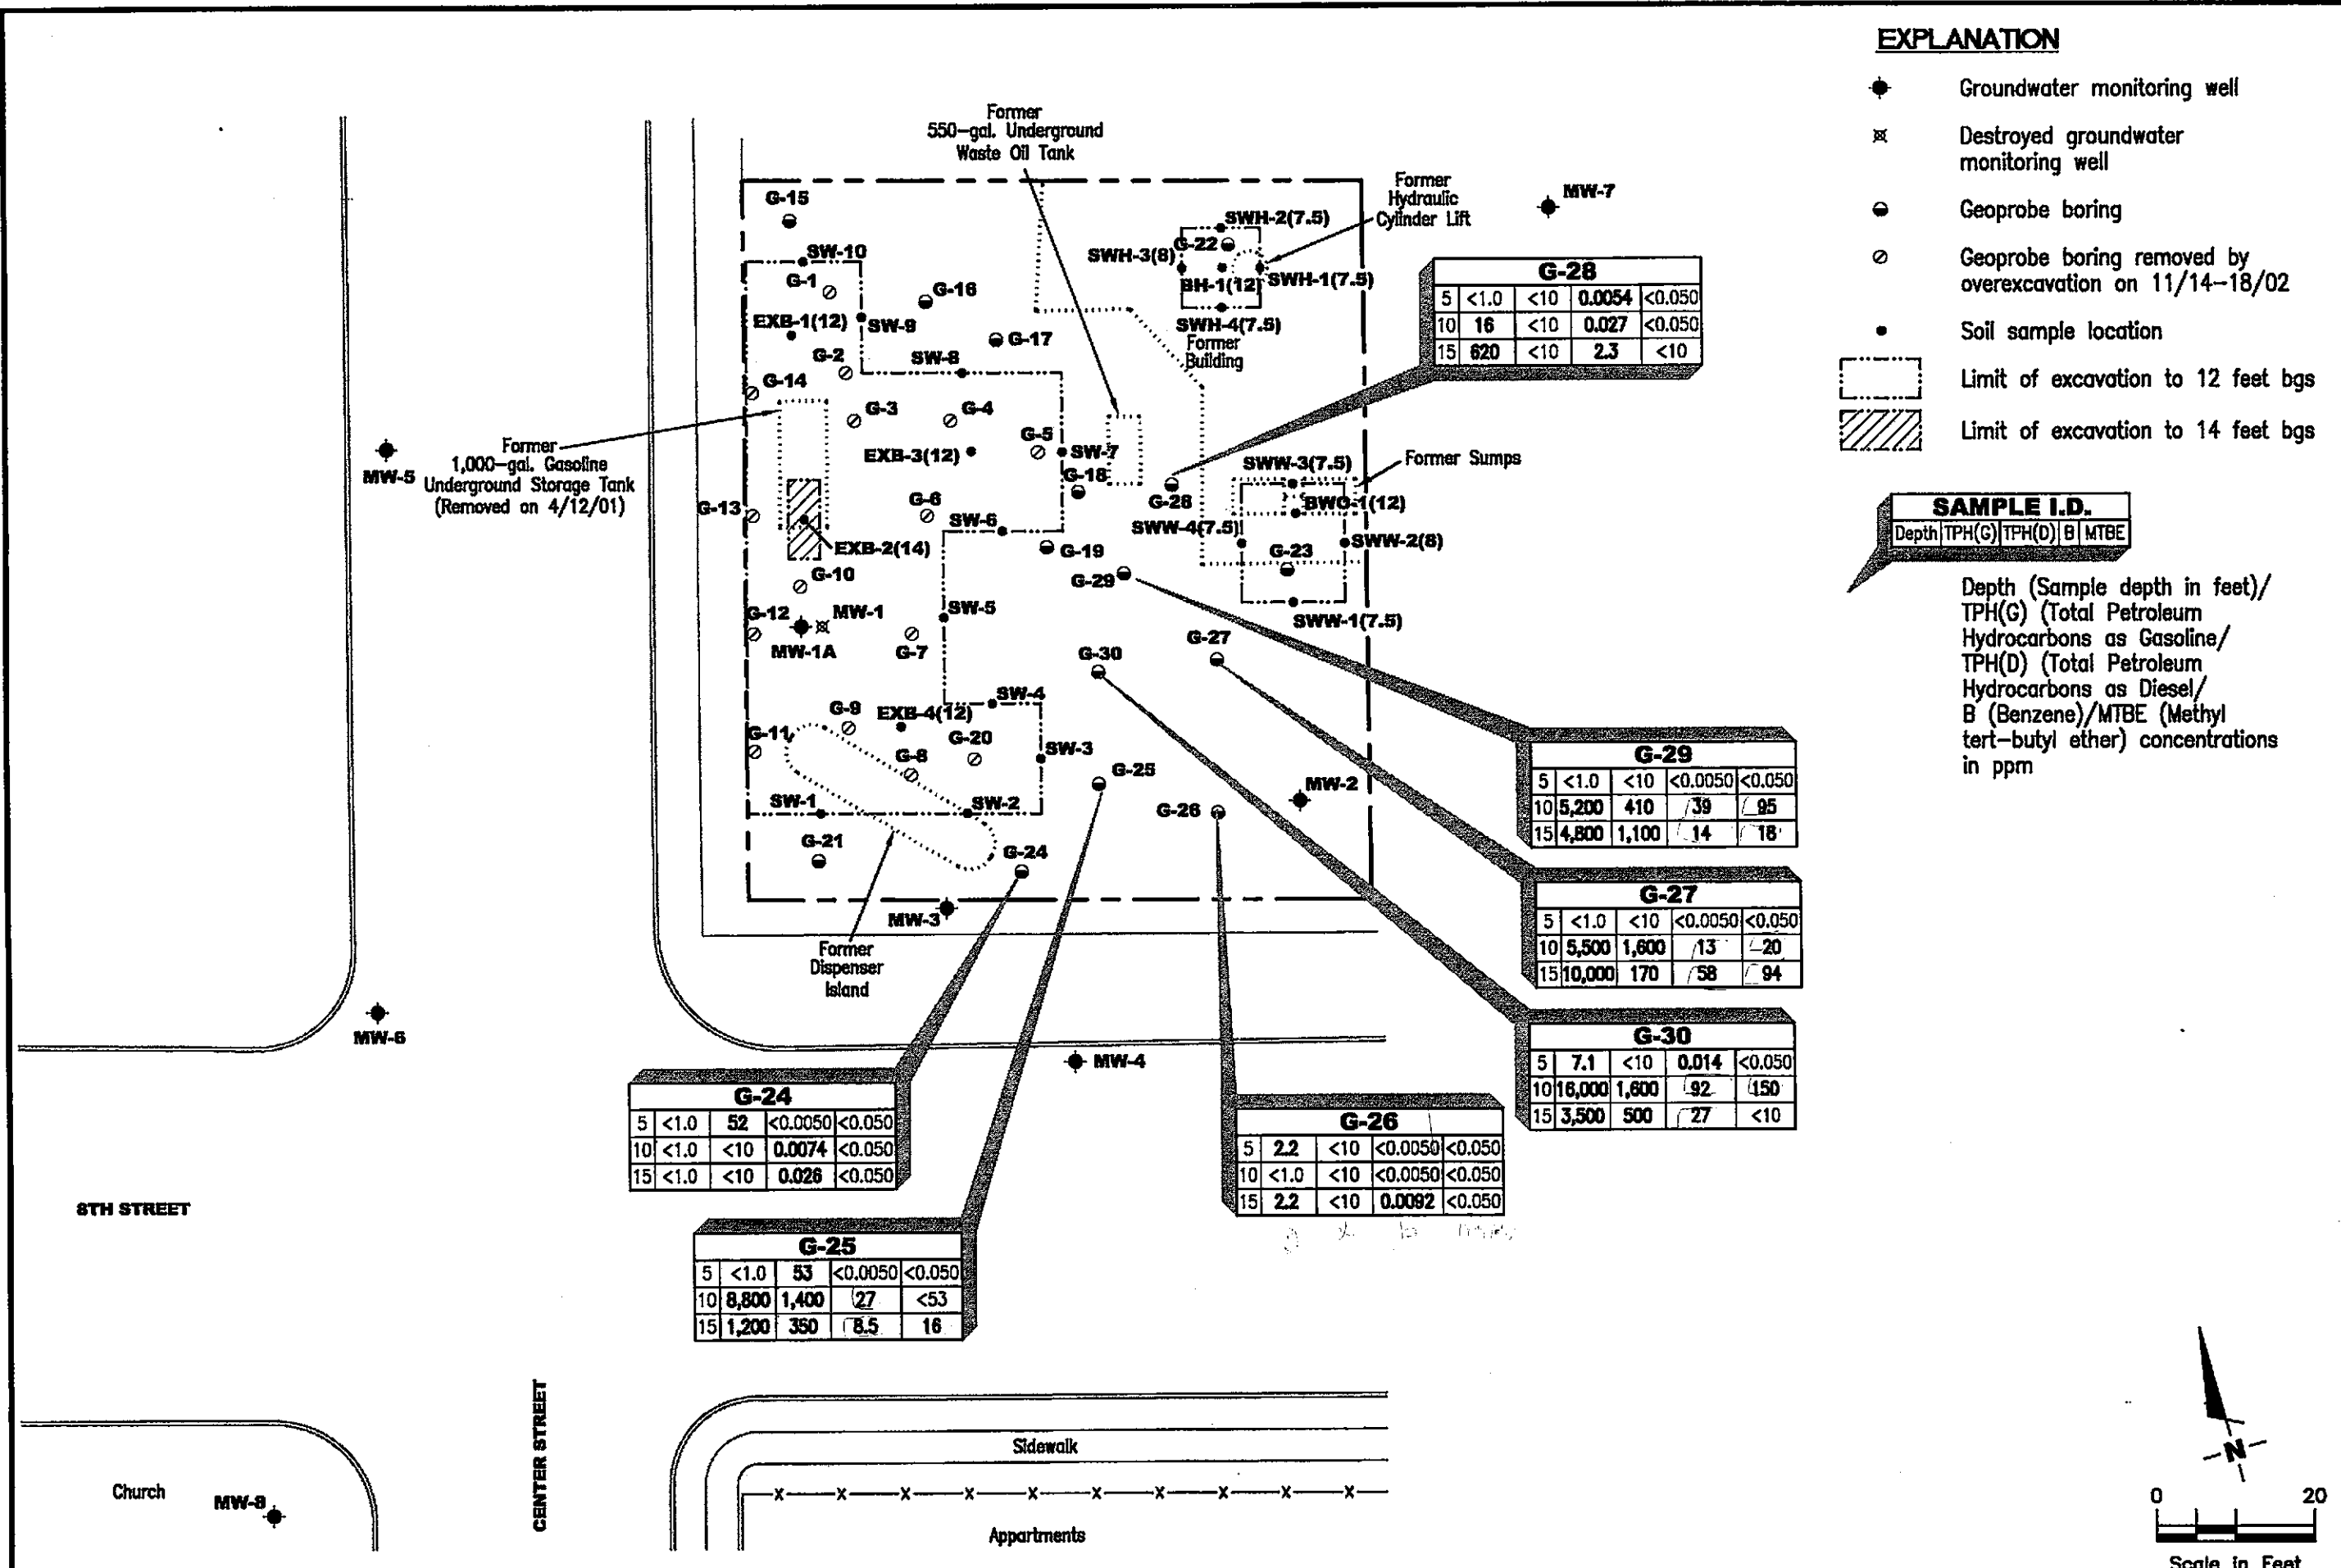 EXPLANATION
Groundwater monitoring well
Destroyed groundwater
monitoring well
Geoprobe boring
Geoprobe boring removed by
overexcavation on 11/14–18/02
Soil sample location
Limit of excavation to 12 feet bgs
Limit of excavation to 14 feet bgs
SAMPLE I.D.
Depth TPH(G) TPH(D) B MTBE
Depth (Sample depth in feet)/
TPH(G) (Total Petroleum
Hydrocarbons as Gasoline/
TPH(D) (Total Petroleum
Hydrocarbons as Diesel/
B (Benzene)/MTBE (Methyl
tert–butyl ether) concentrations
in ppm
Former
550–gal. Underground
Waste Oil Tank
Former
Hydraulic
Cylinder Lift
MW-7
G-15
SW-10
G-1
EXB-1(12)
SW-9
G-16
G-17
G-2
SW-8
G-14
G-3
G-4
G-5
SW-7
EXB-3(12)
G-18
SWH-2(7.5)
G-22
SWH-3(8)
BH-1(12)
SWH-1(7.5)
SWH-4(7.5)
Former
Building
Former
1,000–gal. Gasoline
Underground Storage Tank
(Removed on 4/12/01)
MW-5
G-13
G-6
SW-6
EXB-2(14)
G-19
G-28
SWW-3(7.5)
Former Sumps
BWO-1(12)
SWW-4(7.5)
SWW-2(8)
G-23
SWW-1(7.5)
G-29
G-10
G-12
MW-1
MW-1A
G-7
SW-5
G-30
G-27
SW-4
G-9
EXB-4(12)
G-11
G-8
G-20
SW-3
G-25
G-26
MW-2
SW-1
SW-2
G-21
G-24
MW-3
Former
Dispenser
Island
MW-6
MW-4
G-28
5 <1.0 <10 0.0054 <0.050
10 16 <10 0.027 <0.050
15 620 <10 2.3 <10
G-29
5 <1.0 <10 <0.0050 <0.050
10 5,200 410 39 95
15 4,800 1,100 14 18
G-27
5 <1.0 <10 <0.0050 <0.050
10 5,500 1,600 13 20
15 10,000 170 58 94
G-30
5 7.1 <10 0.014 <0.050
10 16,000 1,600 92 150
15 3,500 500 27 <10
G-24
5 <1.0 52 <0.0050 <0.050
10 <1.0 <10 0.0074 <0.050
15 <1.0 <10 0.026 <0.050
G-26
5 2.2 <10 <0.0050 <0.050
10 <1.0 <10 <0.0050 <0.050
15 2.2 <10 0.0092 <0.050
G-25
5 <1.0 53 <0.0050 <0.050
10 8,800 1,400 27 <53
15 1,200 350 8.5 16
8TH STREET
CENTER STREET
Sidewalk
Appartments
Church
MW-8
N
0 20
Scale in Feet